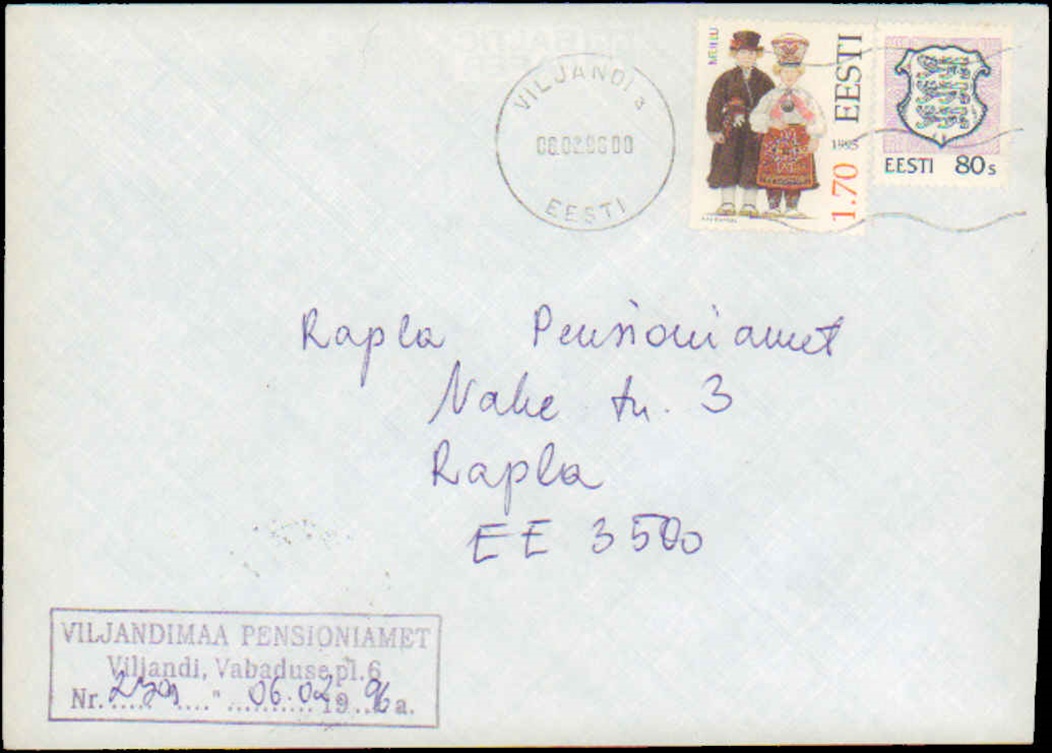 VILJANDI a
08.02.96 00
EESTI
MUHU
EESTI
1995
1.70
EESTI 80s
Rapla Pensioniamet
Nahe tn. 3
Rapla
EE 3500
VILJANDIMAA PENSIONIAMET
Viljandi, Vabaduse pl. 6
Nr. " 06.02 19 96 a.